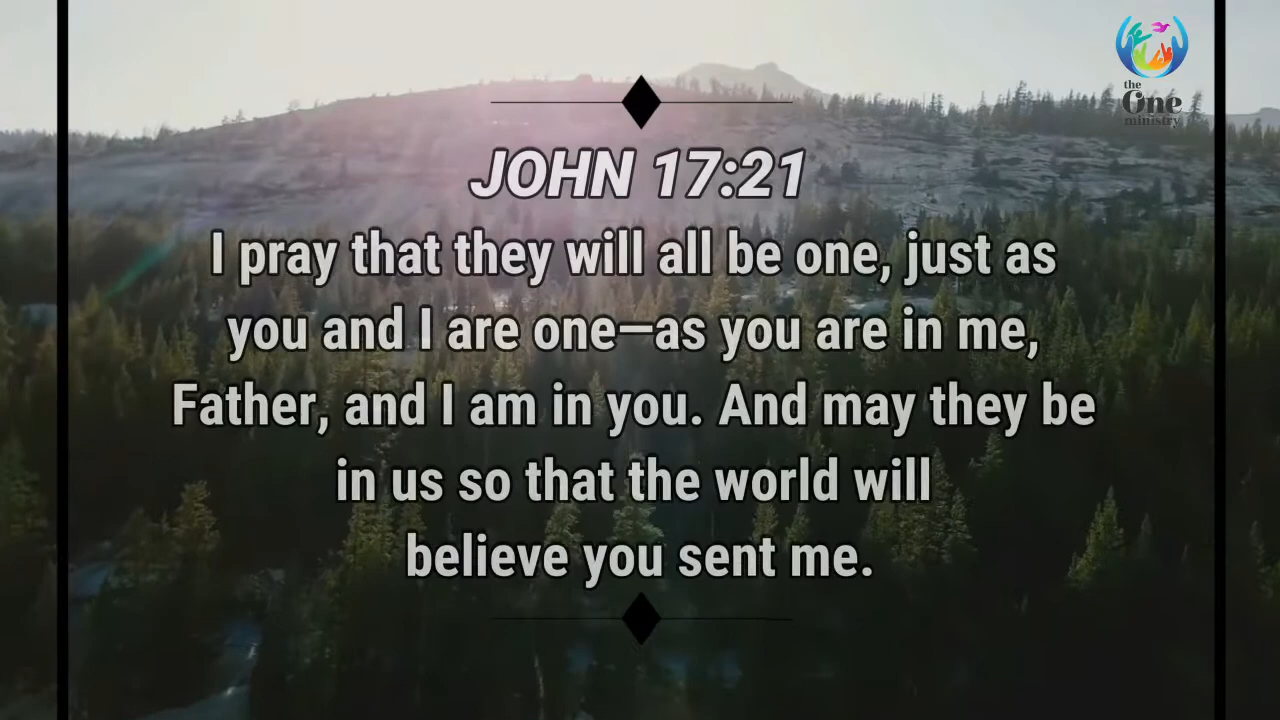 the
One
ministry
JOHN 17:21
I pray that they will all be one, just as
you and I are one—as you are in me,
Father, and I am in you. And may they be
in us so that the world will
believe you sent me.